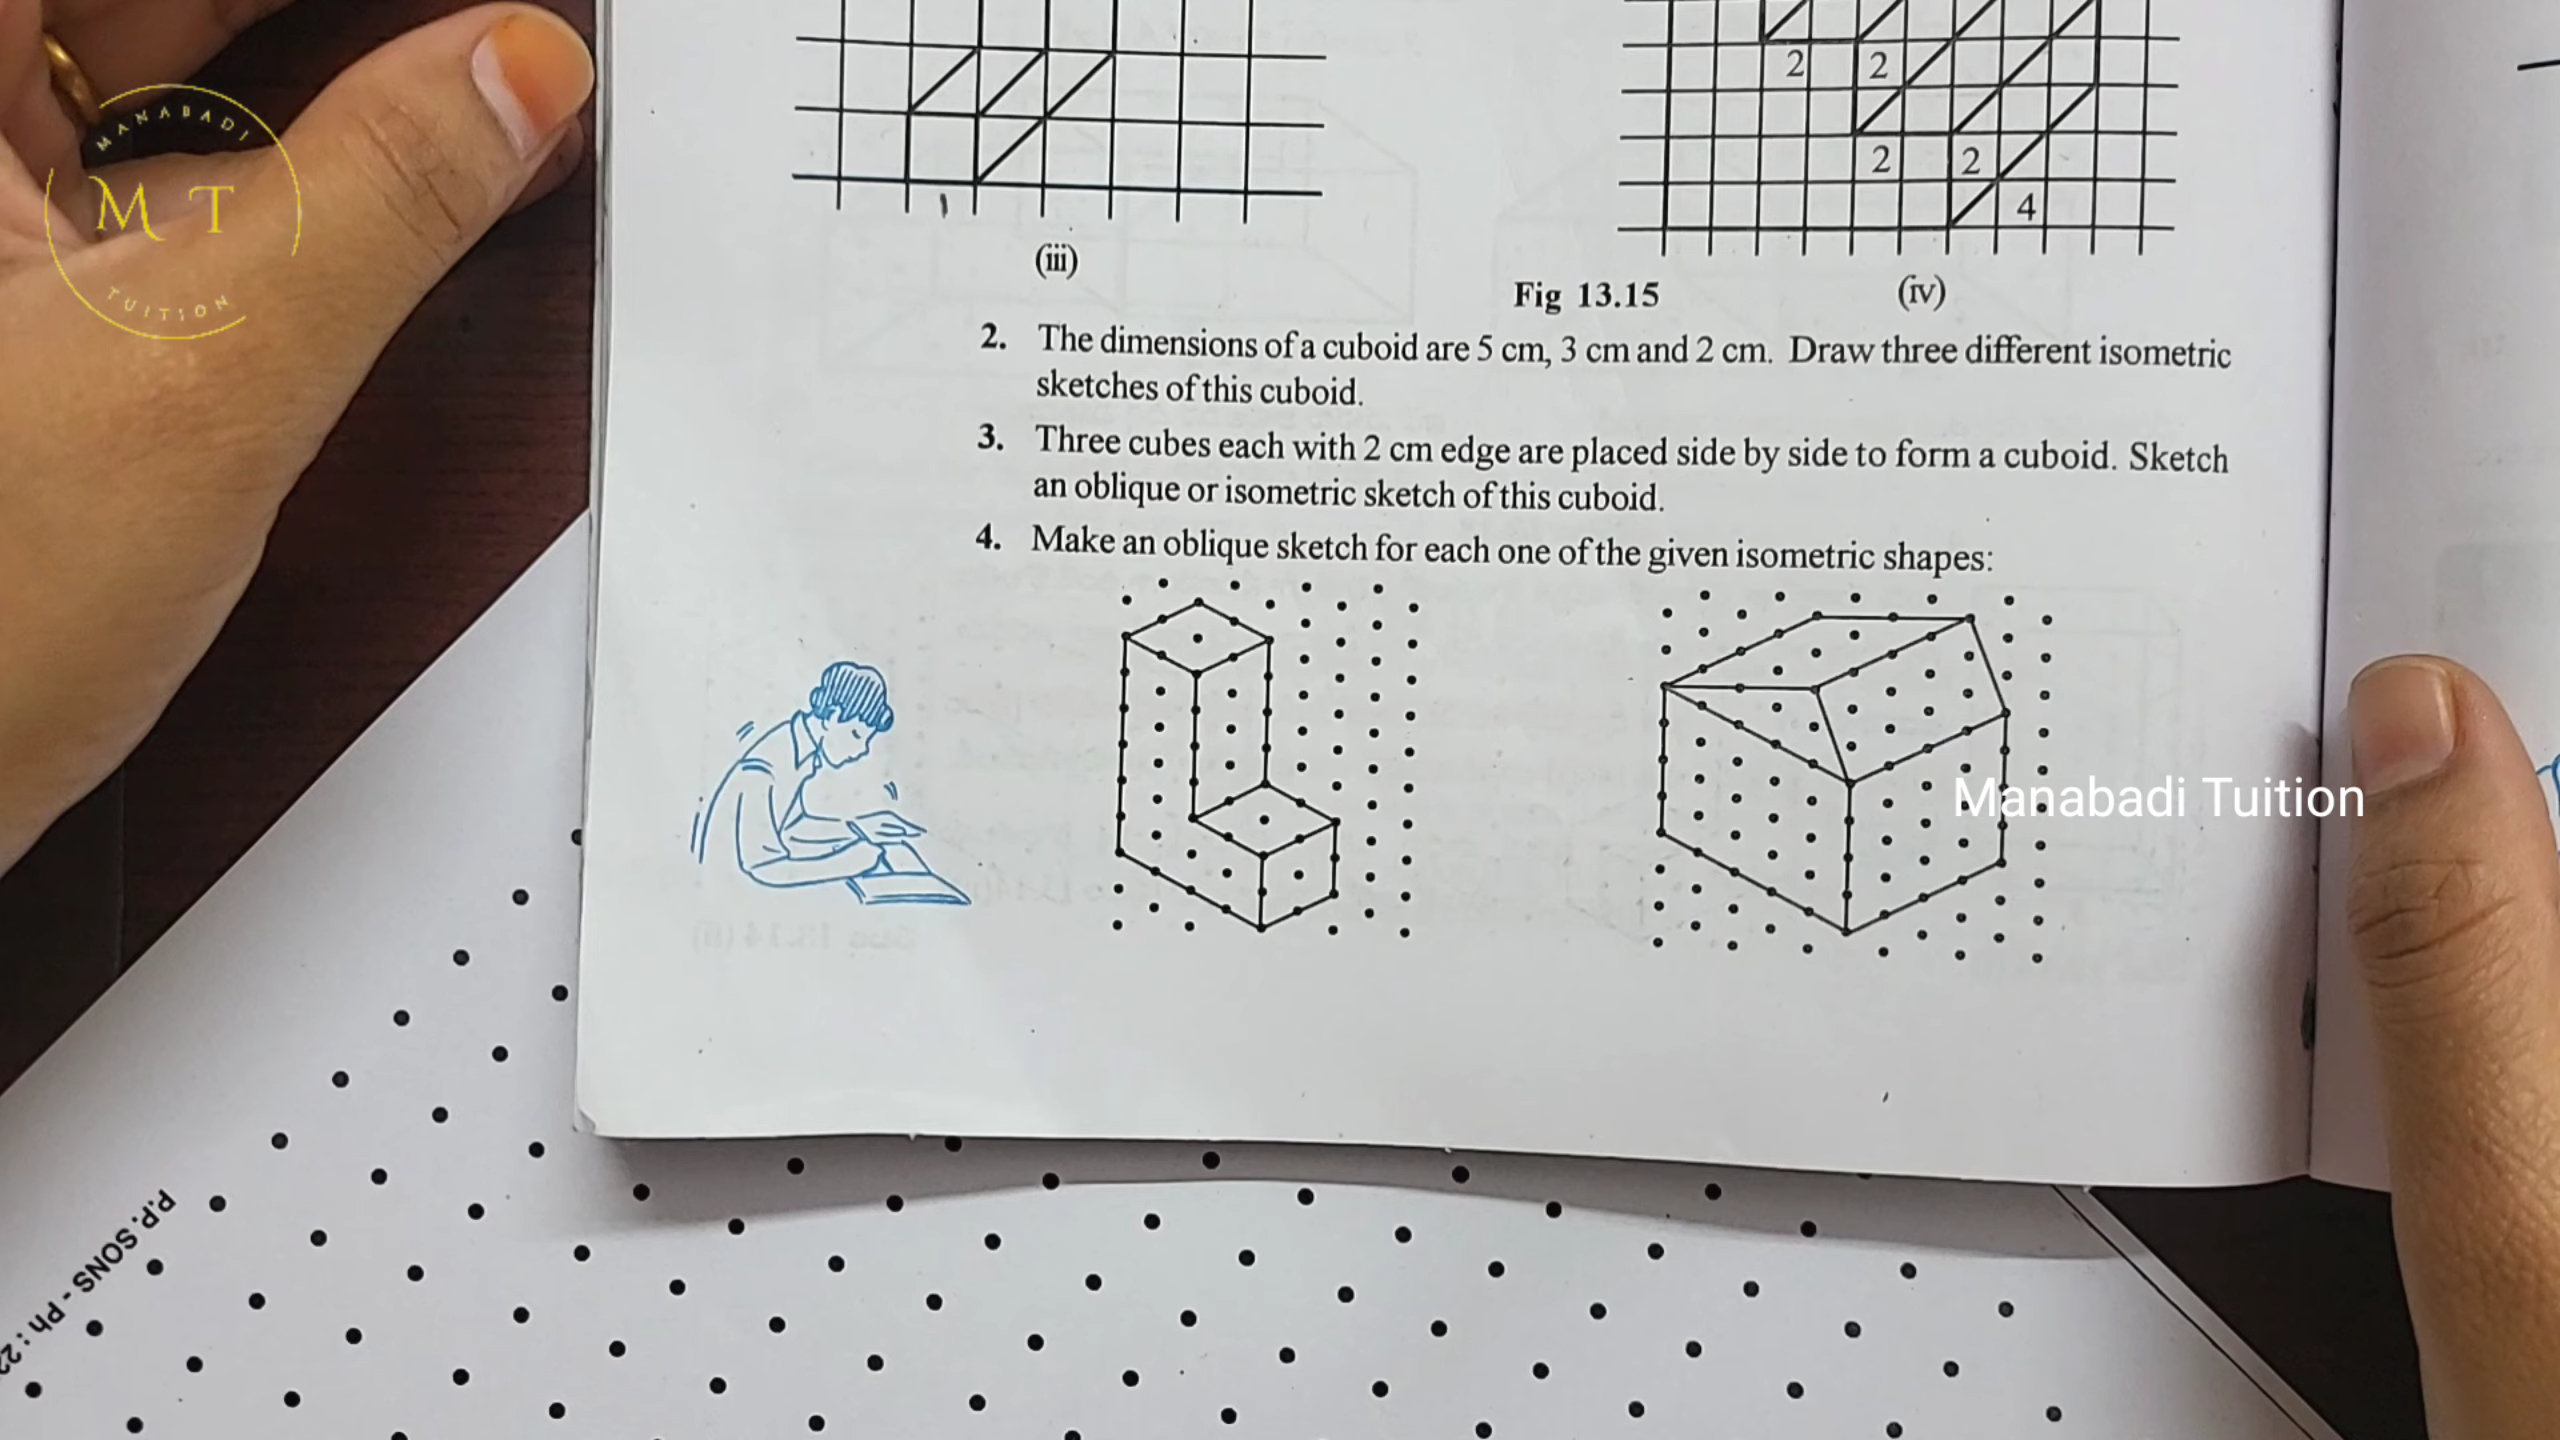 MANABADI
M T
TUITION
2 2
2 2
4
(iii)
Fig 13.15 (iv)
2. The dimensions of a cuboid are 5 cm, 3 cm and 2 cm. Draw three different isometric
sketches of this cuboid.
3. Three cubes each with 2 cm edge are placed side by side to form a cuboid. Sketch
an oblique or isometric sketch of this cuboid.
4. Make an oblique sketch for each one of the given isometric shapes:
Manabadi Tuition
P.P. SONS - Ph : 2